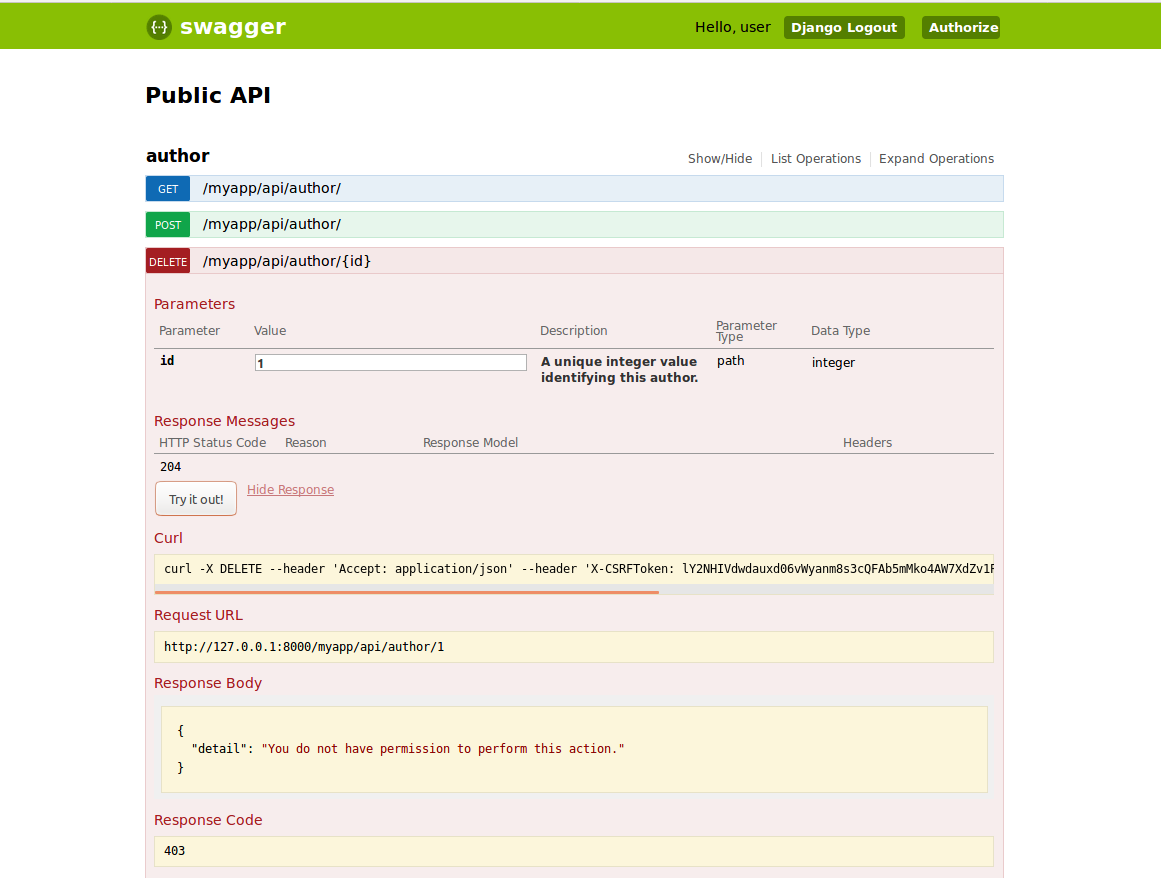 {···} swagger Hello, user Django Logout Authorize
Public API
author Show/Hide List Operations Expand Operations
GET /myapp/api/author/
POST /myapp/api/author/
DELETE /myapp/api/author/{id}
Parameters
Parameter Value Description Parameter Type Data Type
id 1 A unique integer value identifying this author. path integer
Response Messages
HTTP Status Code Reason Response Model Headers
204
Try it out! Hide Response
Curl
curl -X DELETE --header 'Accept: application/json' --header 'X-CSRFToken:
Request URL
http://127.0.0.1:8000/myapp/api/author/1
Response Body
{
"detail": "You do not have permission to perform this action."
}
Response Code
403